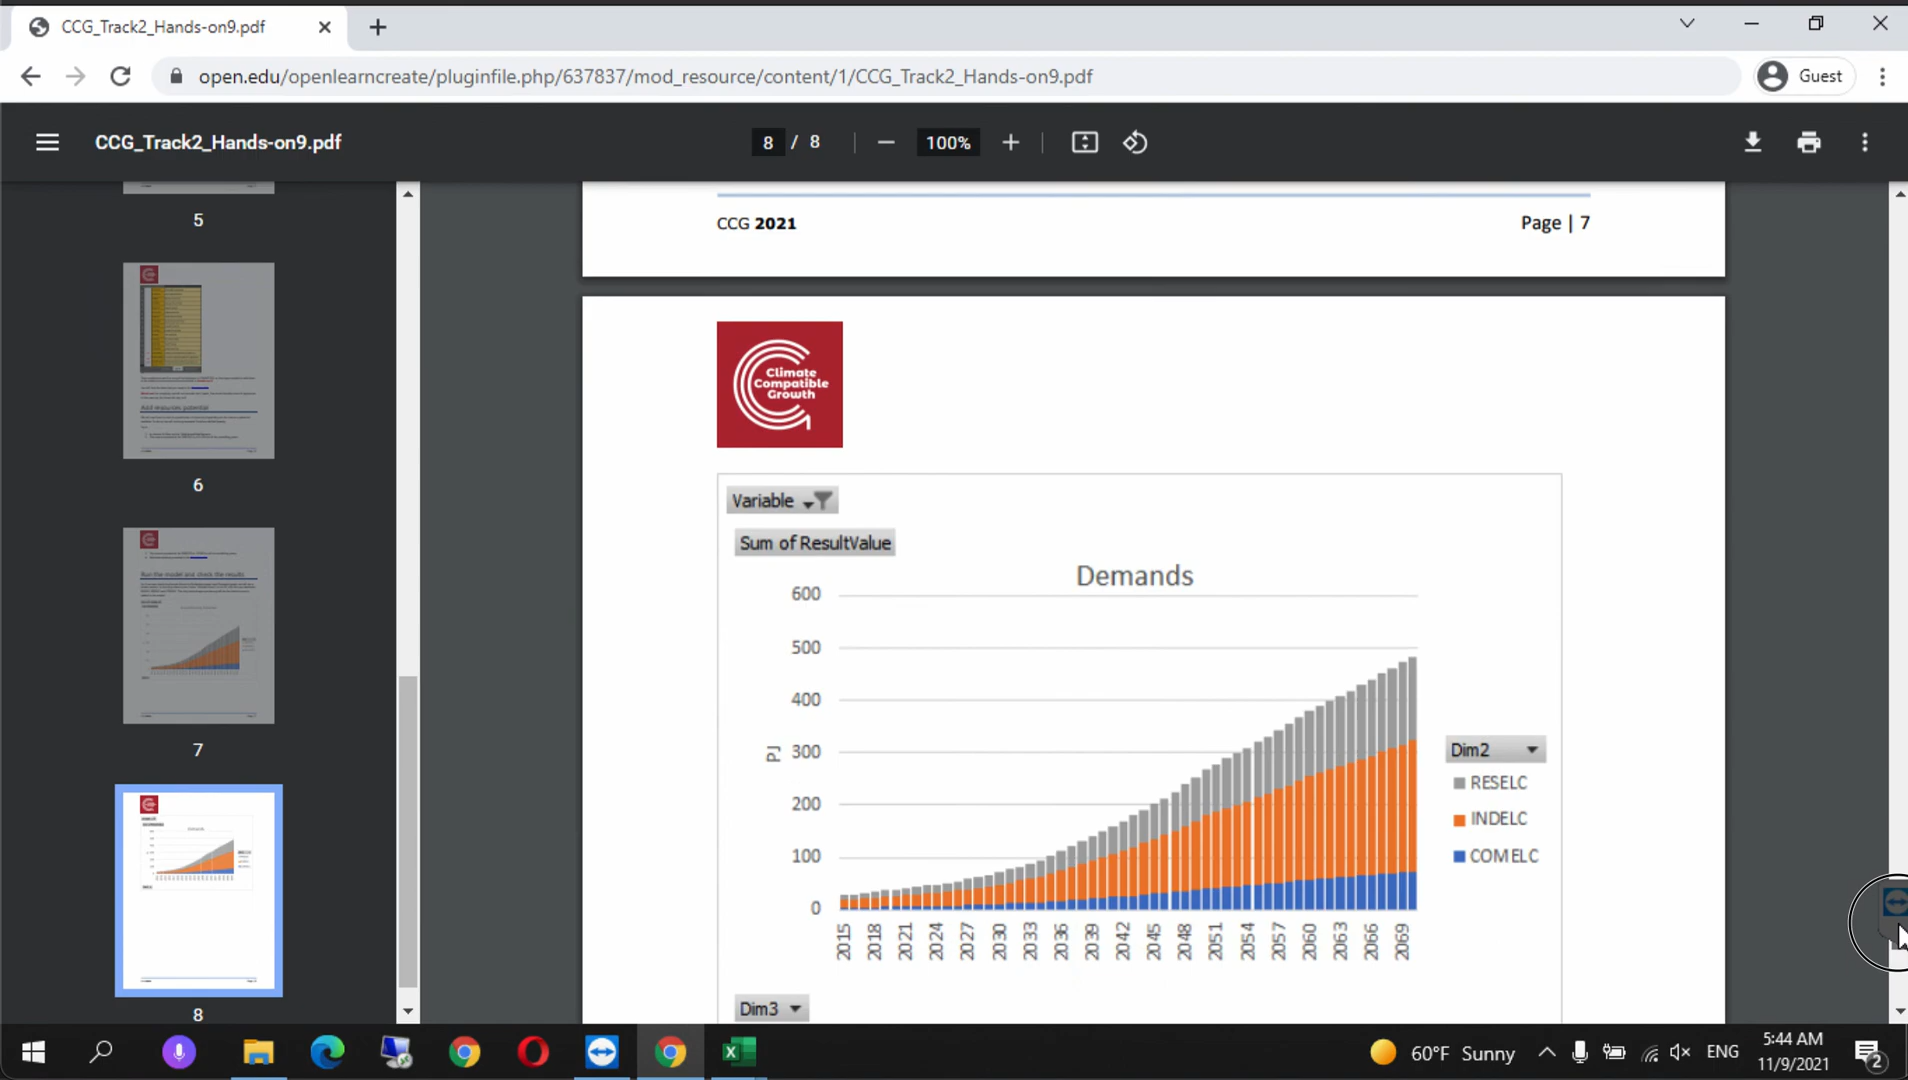 CCG_Track2_Hands-on9.pdf
open.edu/openlearncreate/pluginfile.php/637837/mod_resource/content/1/CCG_Track2_Hands-on9.pdf
Guest
CCG_Track2_Hands-on9.pdf
8 / 8
100%
5
6
7
8
CCG 2021
Page | 7
Climate
Compatible
Growth
Variable
Sum of ResultValue
Demands
600
500
400
300
200
100
0
PJ
2015 2018 2021 2024 2027 2030 2033 2036 2039 2042 2045 2048 2051 2054 2057 2060 2063 2066 2069
Dim2
RESELC
INDELC
COMELC
Dim3
60°F Sunny
ENG
5:44 AM
11/9/2021
2